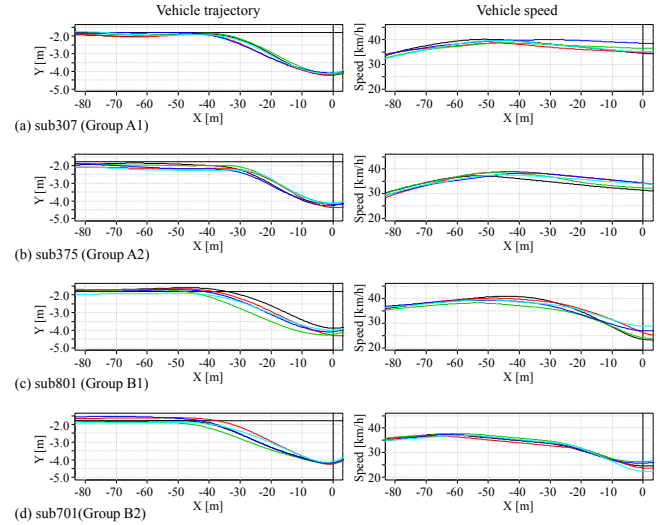 Vehicle trajectory Vehicle speed
Y [m] -2.0 -3.0 -4.0 -5.0 Speed [km/h] 40 30 20
-80 -70 -60 -50 -40 -30 -20 -10 0 -80 -70 -60 -50 -40 -30 -20 -10 0
X [m] X [m]
(a) sub307 (Group A1)
Y [m] -2.0 -3.0 -4.0 -5.0 Speed [km/h] 40 30 20
-80 -70 -60 -50 -40 -30 -20 -10 0 -80 -70 -60 -50 -40 -30 -20 -10 0
X [m] X [m]
(b) sub375 (Group A2)
Y [m] -2.0 -3.0 -4.0 -5.0 Speed [km/h] 40 30 20
-80 -70 -60 -50 -40 -30 -20 -10 0 -80 -70 -60 -50 -40 -30 -20 -10 0
X [m] X [m]
(c) sub801 (Group B1)
Y [m] -2.0 -3.0 -4.0 -5.0 Speed [km/h] 40 30 20
-80 -70 -60 -50 -40 -30 -20 -10 0 -80 -70 -60 -50 -40 -30 -20 -10 0
X [m] X [m]
(d) sub701(Group B2)